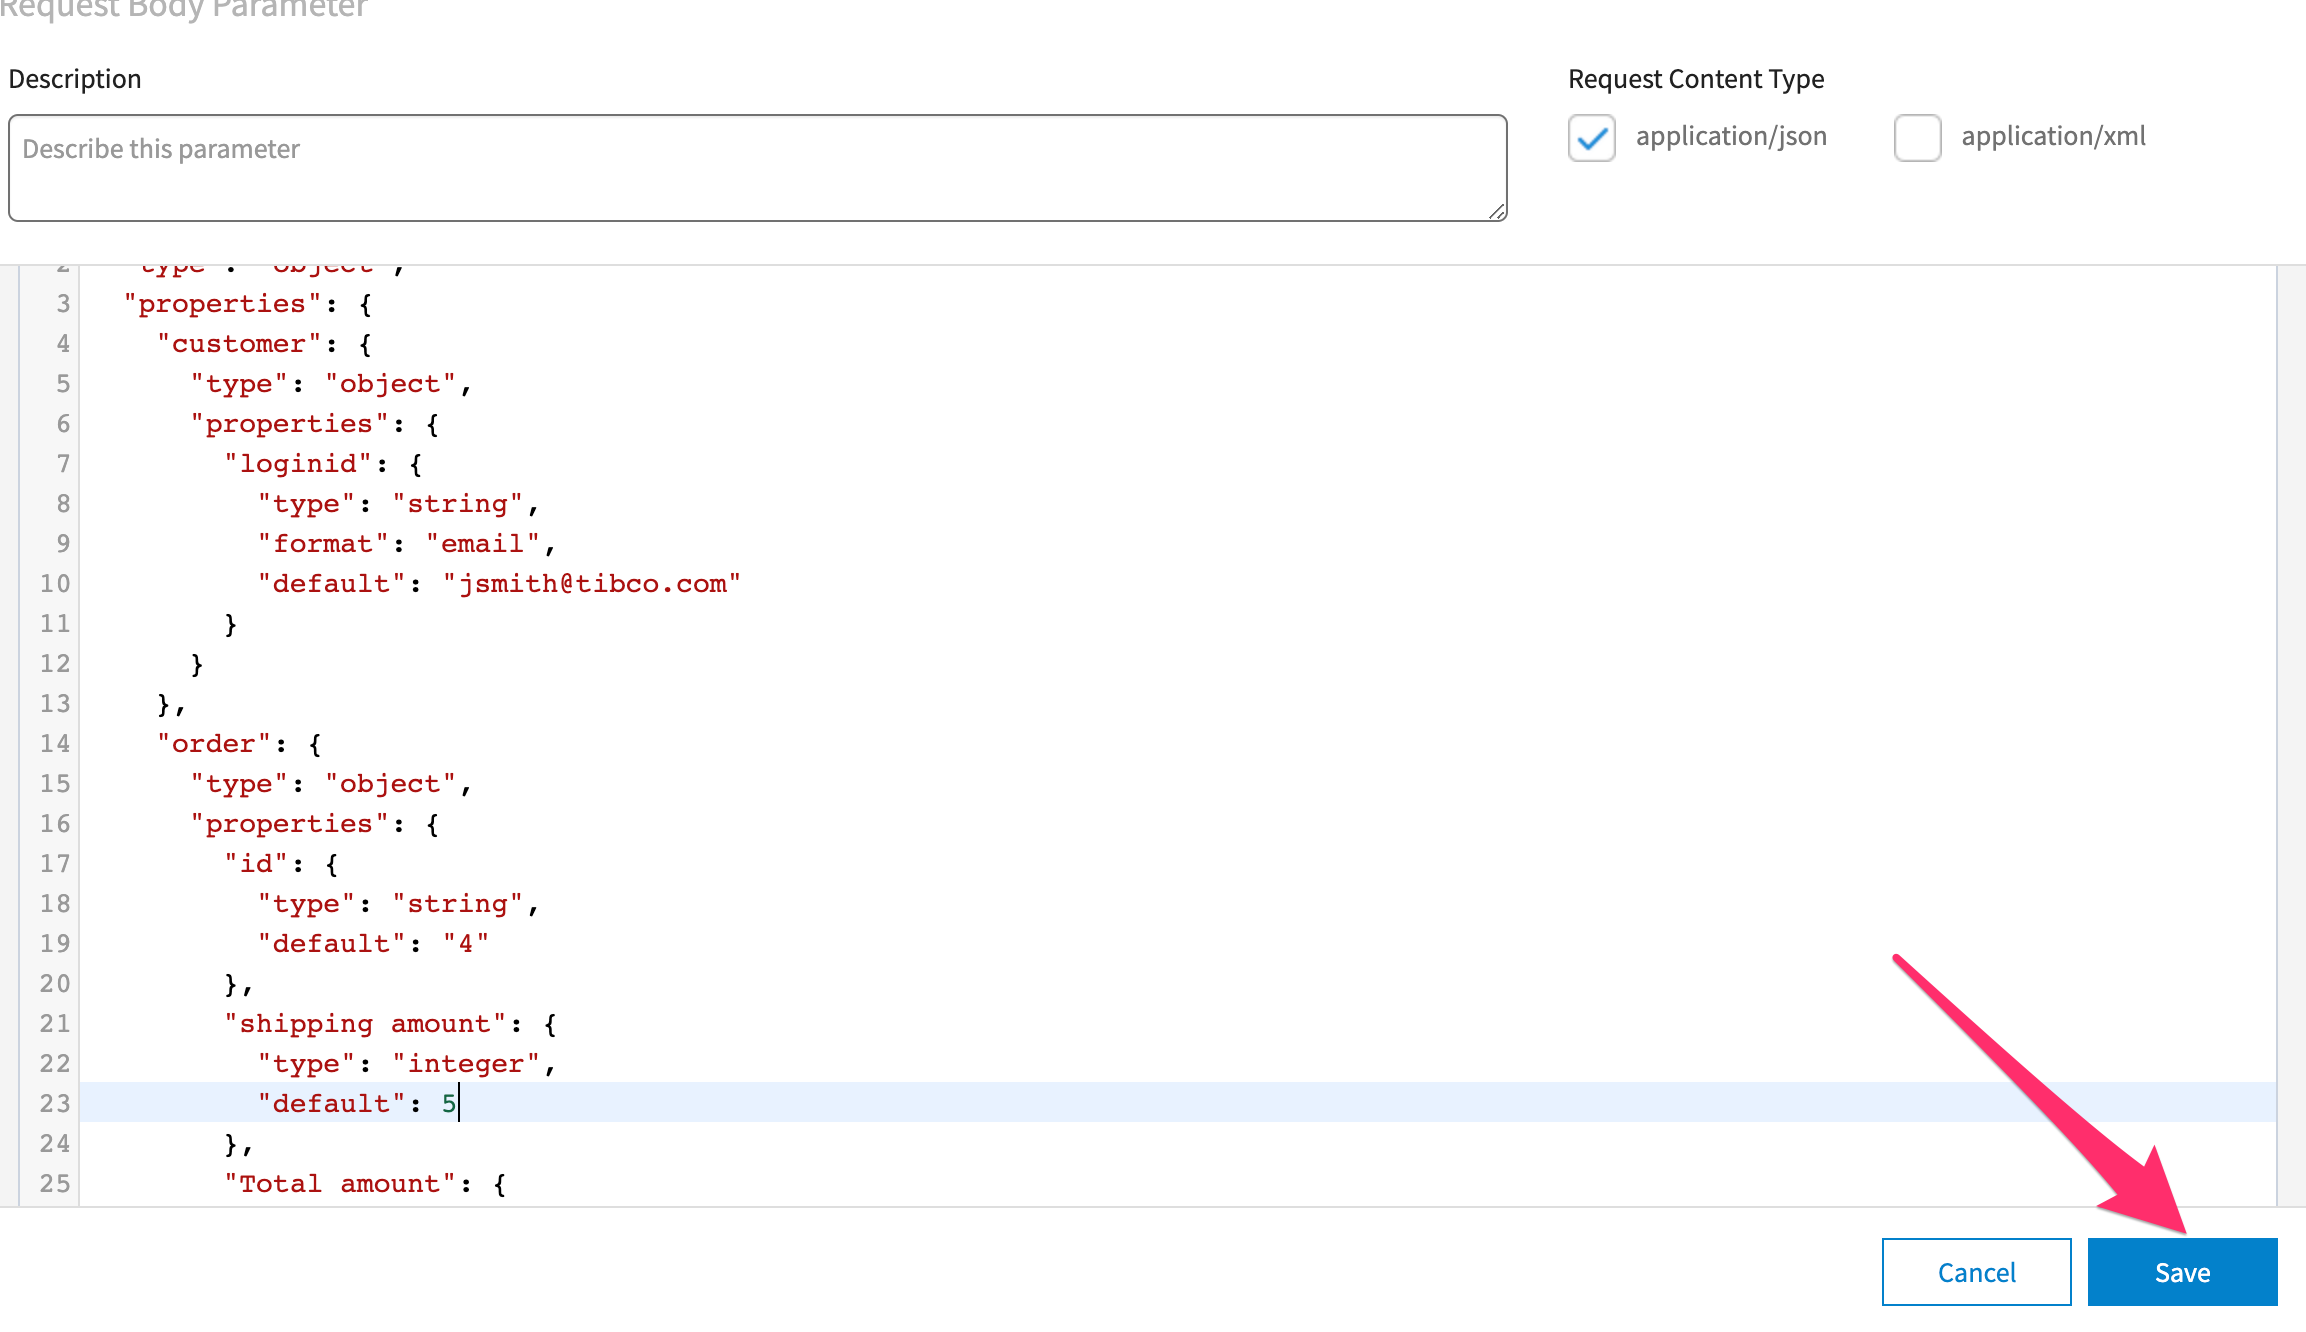 Request Body Parameter
Description
Request Content Type
Describe this parameter
application/json
application/xml
2 "type": "object",
3 "properties": {
4 "customer": {
5 "type": "object",
6 "properties": {
7 "loginid": {
8 "type": "string",
9 "format": "email",
10 "default": "jsmith@tibco.com"
11 }
12 }
13 },
14 "order": {
15 "type": "object",
16 "properties": {
17 "id": {
18 "type": "string",
19 "default": "4"
20 },
21 "shipping amount": {
22 "type": "integer",
23 "default": 5
24 },
25 "Total amount": {
Cancel
Save